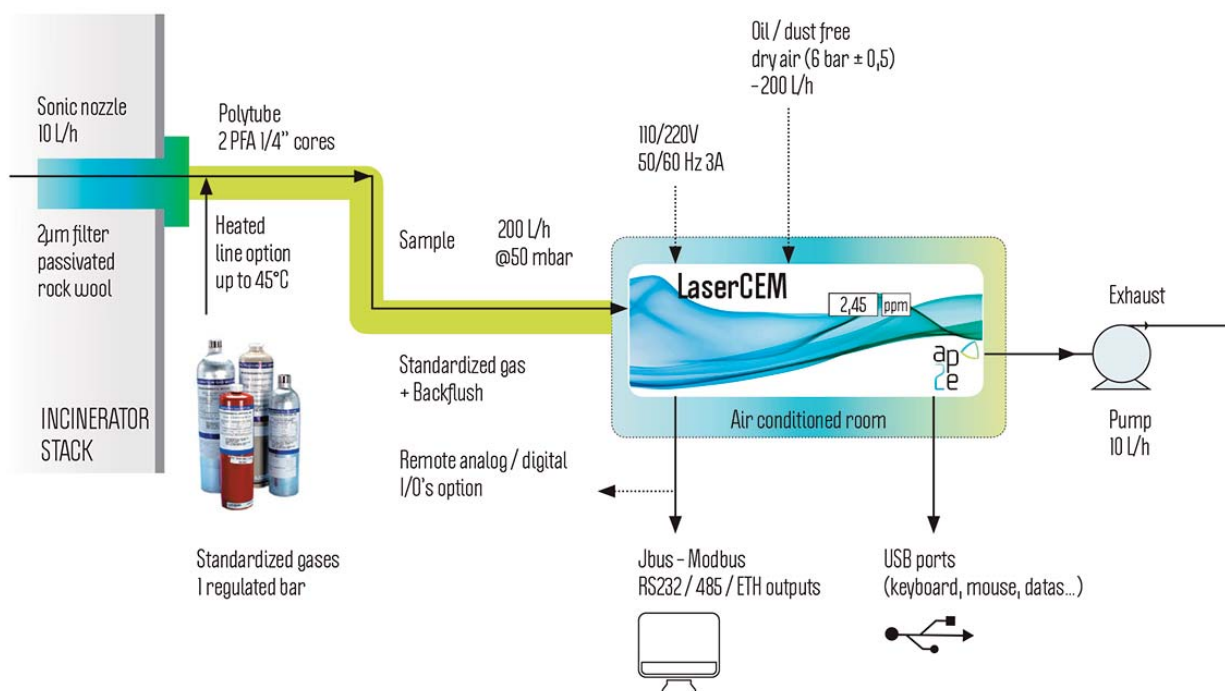 Sonic nozzle
10 L/h
2µm filter
passivated
rock wool
INCINERATOR
STACK
Polytube
2 PFA 1/4” cores
Heated
line option
up to 45°C
Standardized gases
1 regulated bar
Sample
200 L/h
@50 mbar
Standardized gas
+ Backflush
Remote analog / digital
I/O's option
110/220V
50/60 Hz 3A
Oil / dust free
dry air (6 bar ± 0,5)
~200 L/h
LaserCEM
2,45 ppm
ap2e
Air conditioned room
Jbus - Modbus
RS232 / 485 / ETH outputs
USB ports
(keyboard, mouse, datas...)
Exhaust
Pump
10 L/h